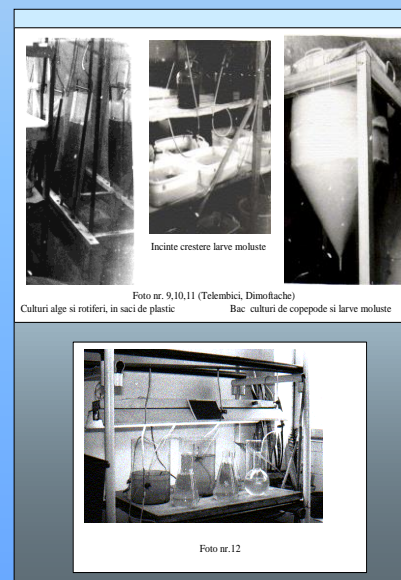 Incinte crestere larve moluste
Foto nr. 9,10,11 (Telembici, Dimoftache)
Culturi alge si rotiferi, in saci de plastic Bac culturi de copepode si larve moluste
Foto nr.12